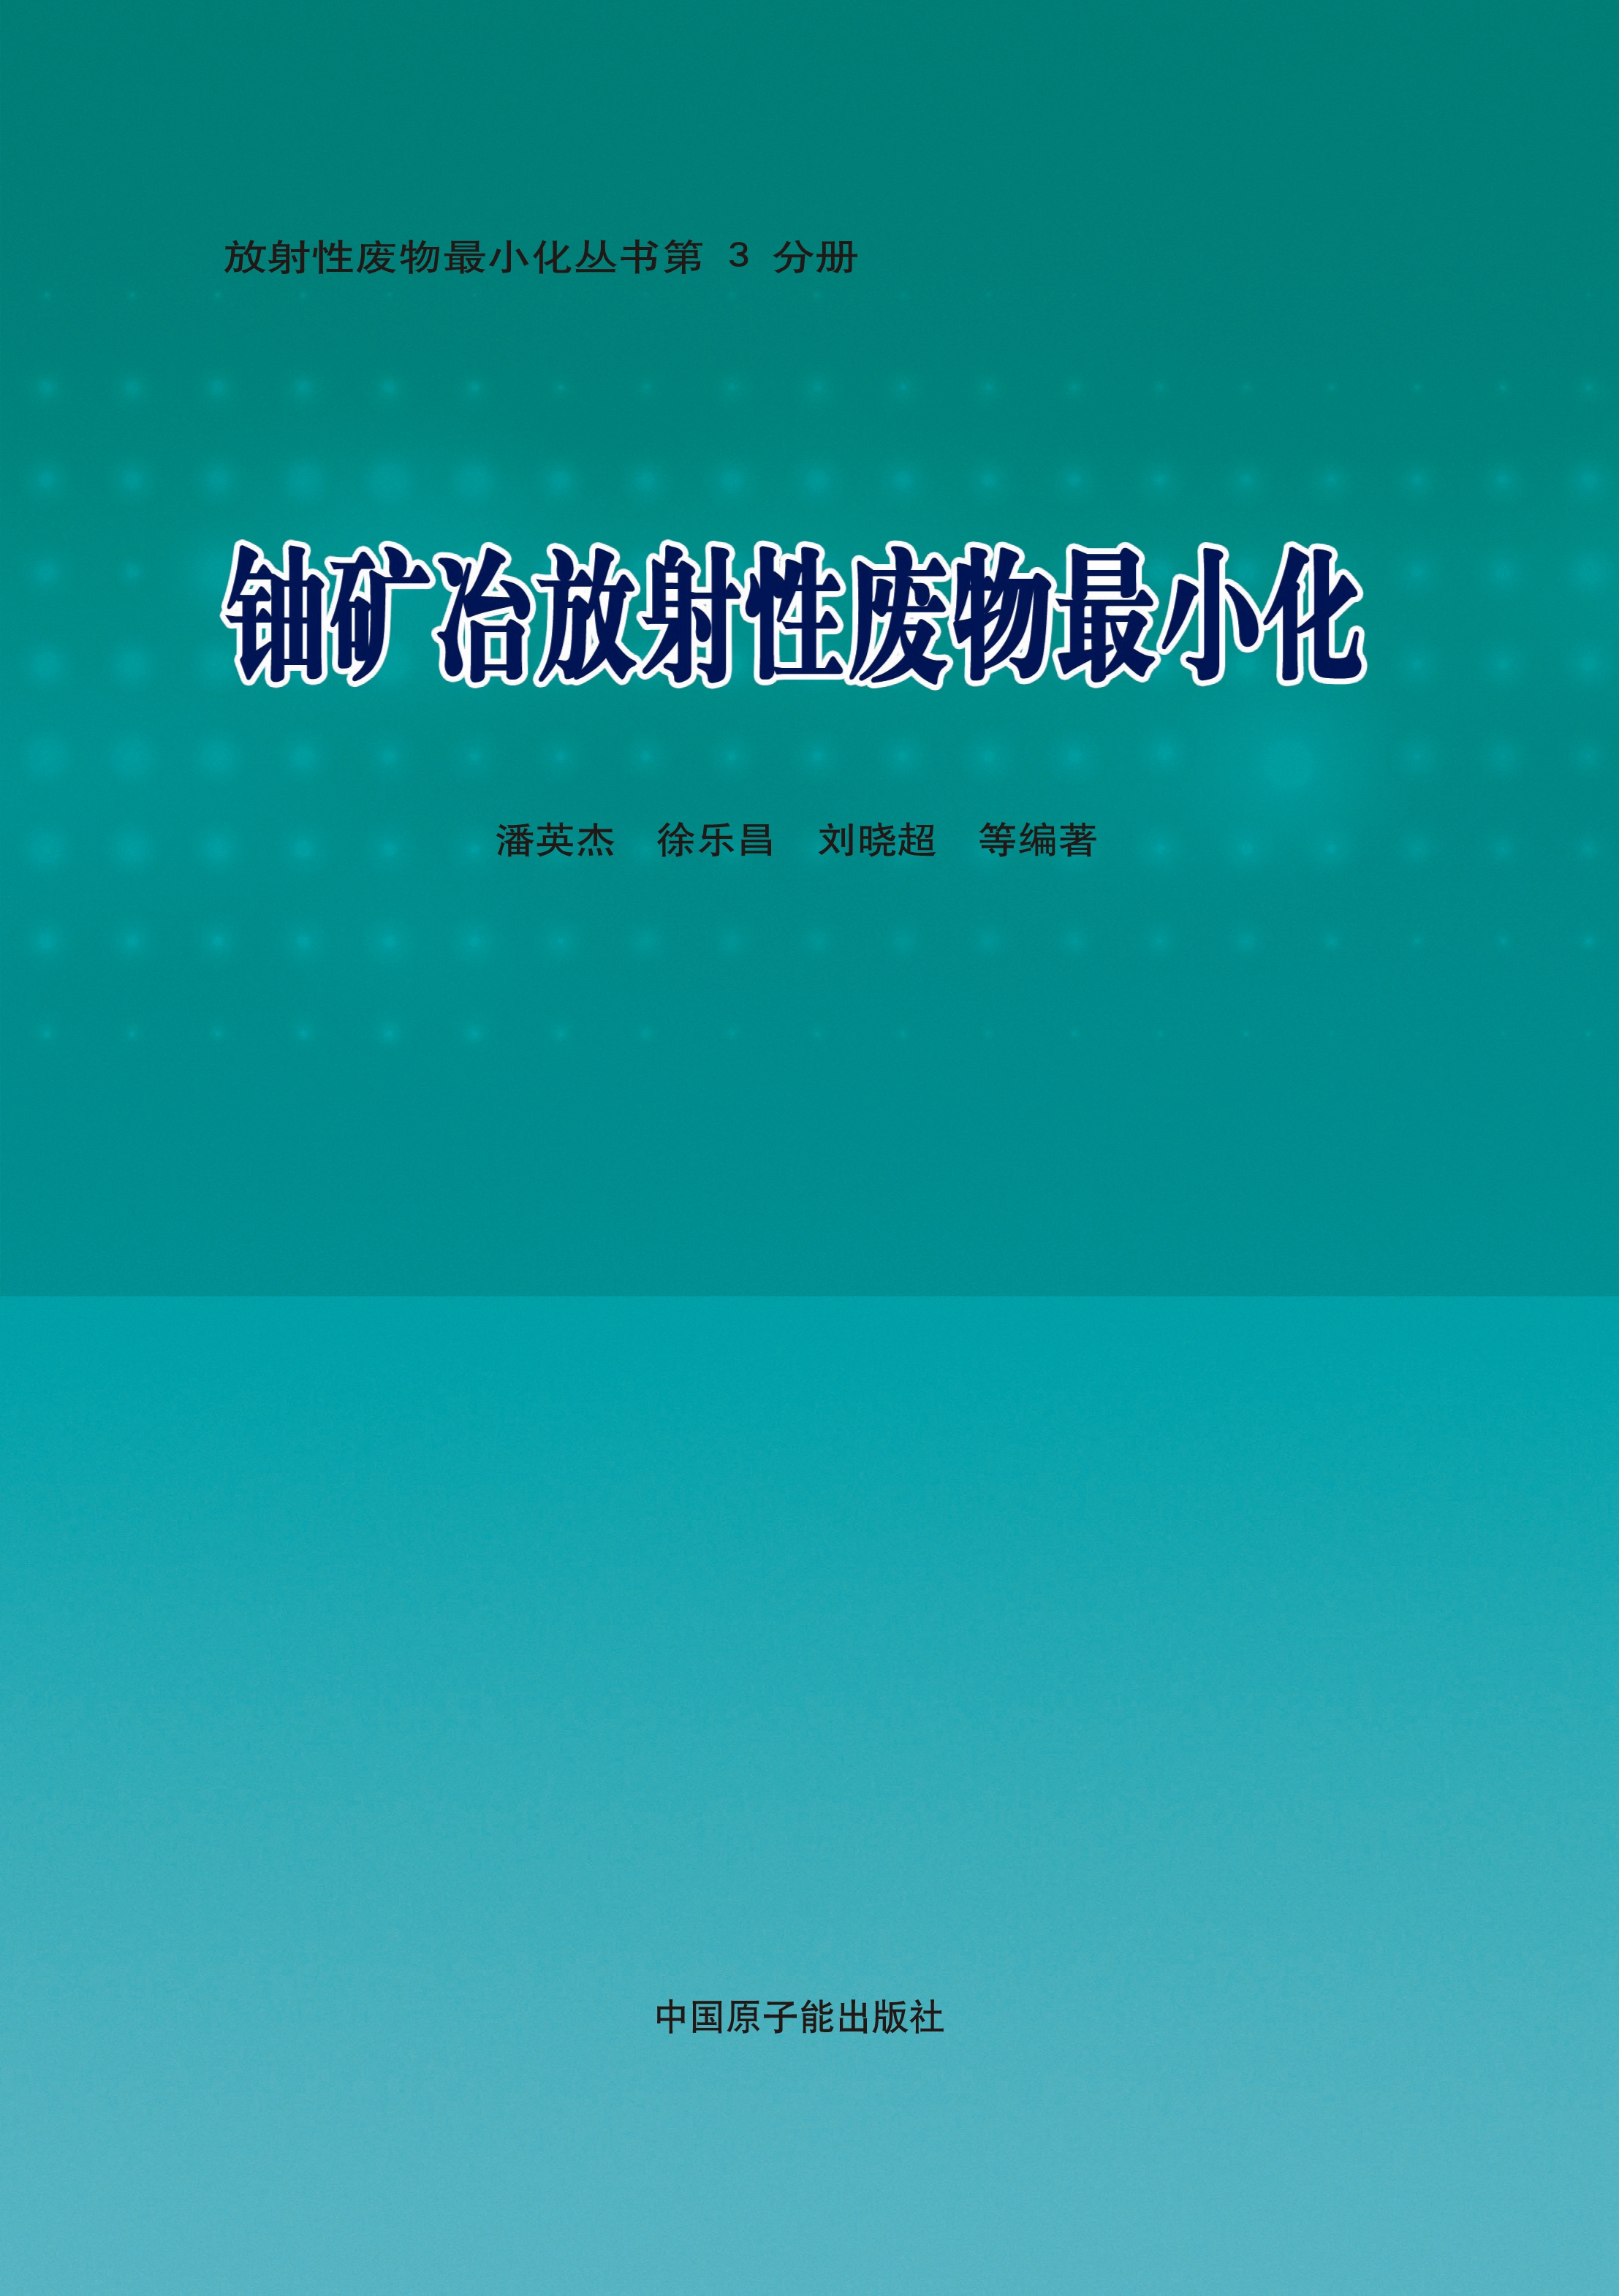 放射性废物最小化丛书第 3 分册
铀矿冶放射性废物最小化
潘英杰 徐乐昌 刘晓超 等编著
中国原子能出版社